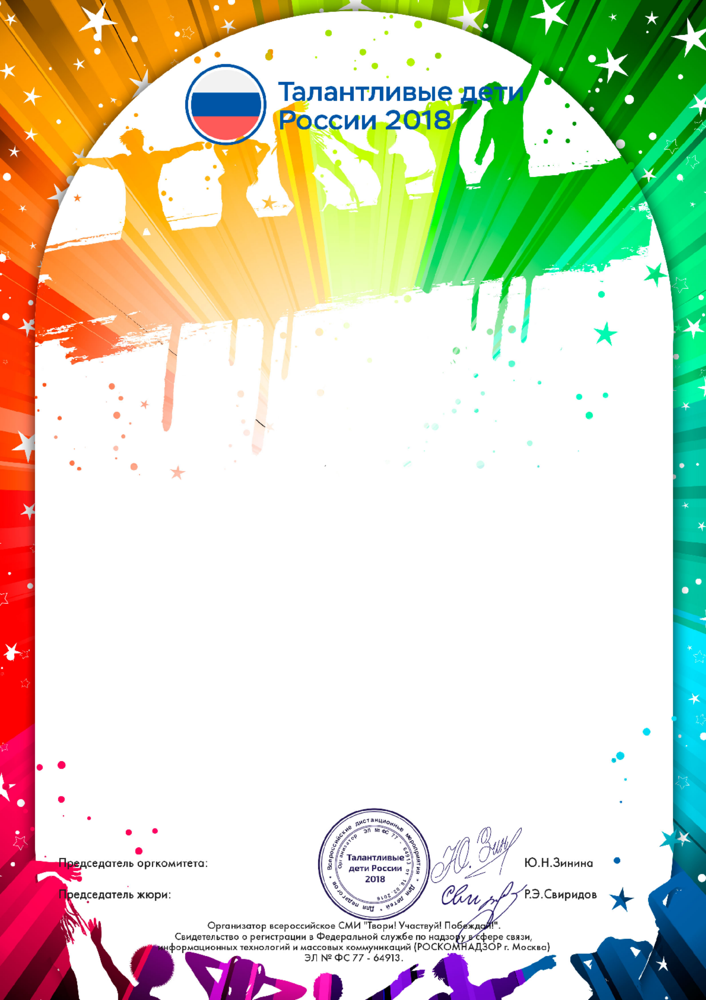 Талантливые дети
России 2018
Всероссийские дистанционные мероприятия * Для детей * Для педагогов *
Организатор ЭЛ № ФС 77 - 64913 от 16.02.2016
Талантливые
дети России
2018
Председатель оргкомитета:
Ю. Зин
Ю.Н.Зинина
Председатель жюри:
Сви
Р.Э.Свиридов
Организатор всероссийское СМИ "Твори! Участвуй! Побеждай!".
Свидетельство о регистрации в Федеральной службе по надзору в сфере связи,
информационных технологий и массовых коммуникаций (РОСКОМНАДЗОР г. Москва)
ЭЛ № ФС 77 - 64913.